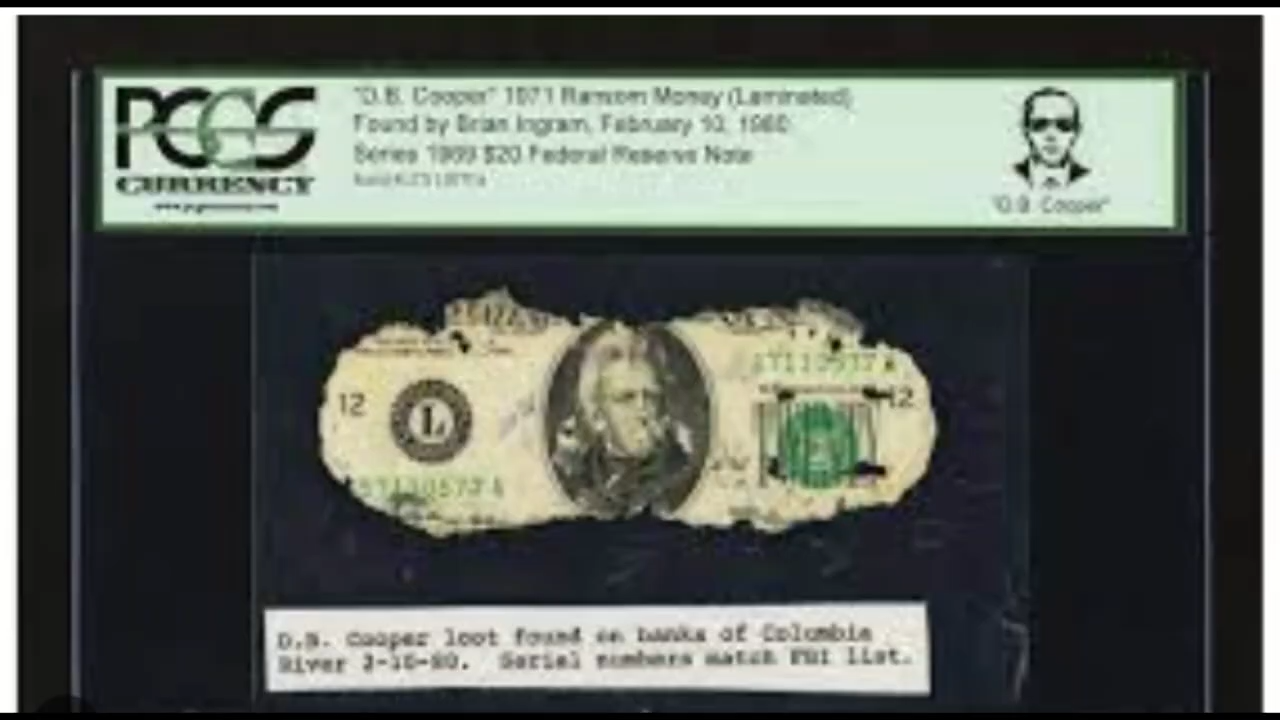 PCGS
CURRENCY
"D.B. Cooper" 1971 Ransom Money (Laminated)
Found by Brian Ingram, February 10, 1980
Series 1969 $20 Federal Reserve Note
"D.B. Cooper"
12
L
12
D.B. Cooper loot found on banks of Columbia
River 2-10-80. Serial numbers match FBI list.